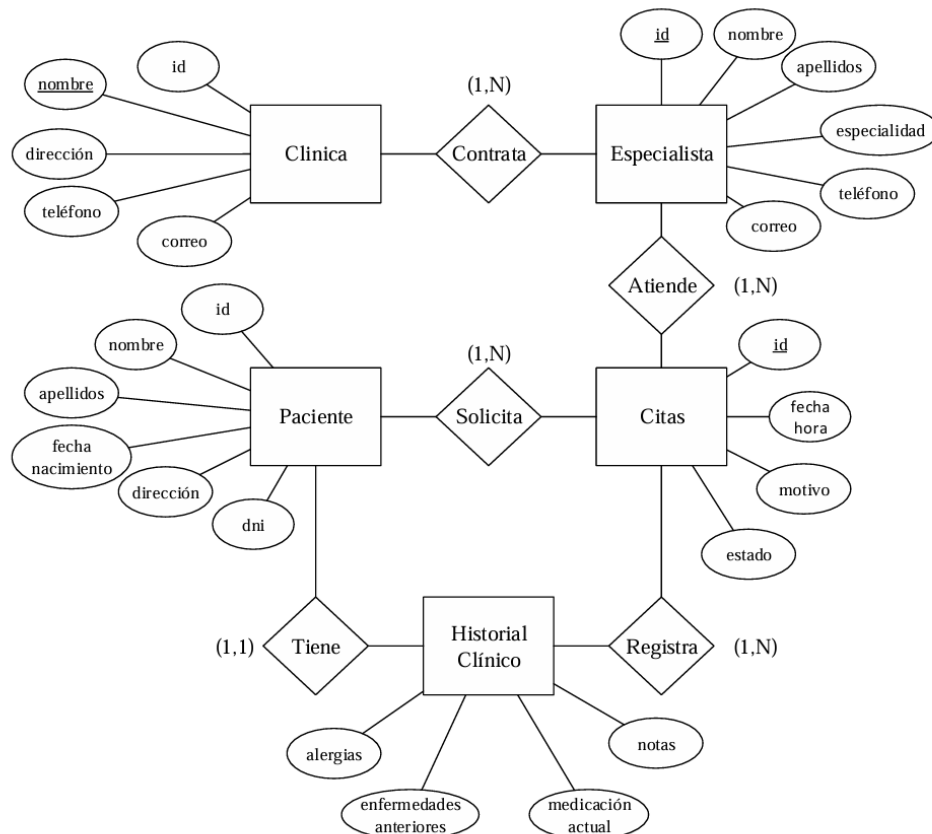 id
nombre
dirección
teléfono
correo
Clinica
(1,N)
Contrata
id
nombre
apellidos
especialidad
teléfono
correo
Especialista
Atiende
(1,N)
id
nombre
apellidos
fecha
nacimiento
dirección
dni
Paciente
(1,N)
Solicita
Citas
id
fecha
hora
motivo
estado
(1,1)
Tiene
Historial
Clínico
Registra
(1,N)
alergias
enfermedades
anteriores
medicación
actual
notas